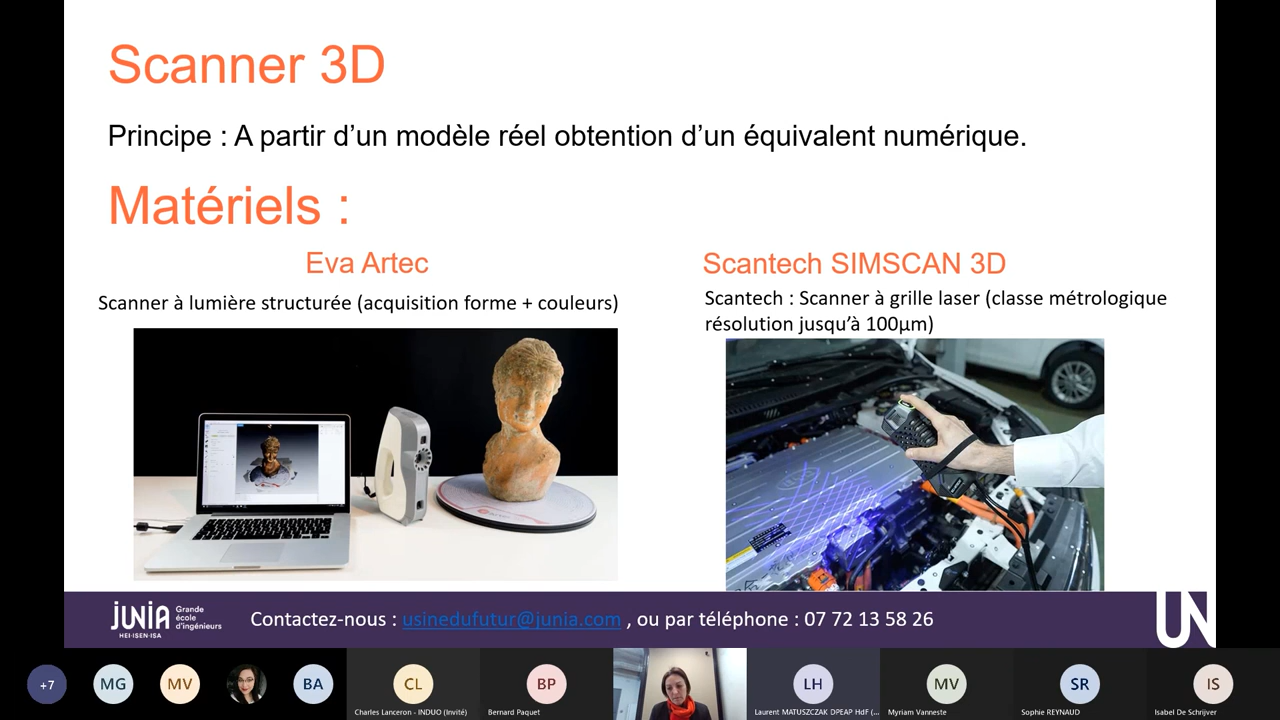 Scanner 3D
Principe : A partir d’un modèle réel obtention d’un équivalent numérique.
Matériels :
Eva Artec
Scanner à lumière structurée (acquisition forme + couleurs)
Scantech SIMSCAN 3D
Scantech : Scanner à grille laser (classe métrologique
résolution jusqu’à 100µm)
JUNIA
HEI·ISEN·ISA
Grande
école
d'ingénieurs
Contactez-nous : usinedufutur@junia.com , ou par téléphone : 07 72 13 58 26
UN
+7
MG
MV
BA
CL
Charles Lanceron - INDUO (Invité)
BP
Bernard Paquet
LH
Laurent MATUSZCZAK DPEAP HdF (...
MV
Myriam Vanneste
SR
Sophie REYNAUD
IS
Isabel De Schrijver